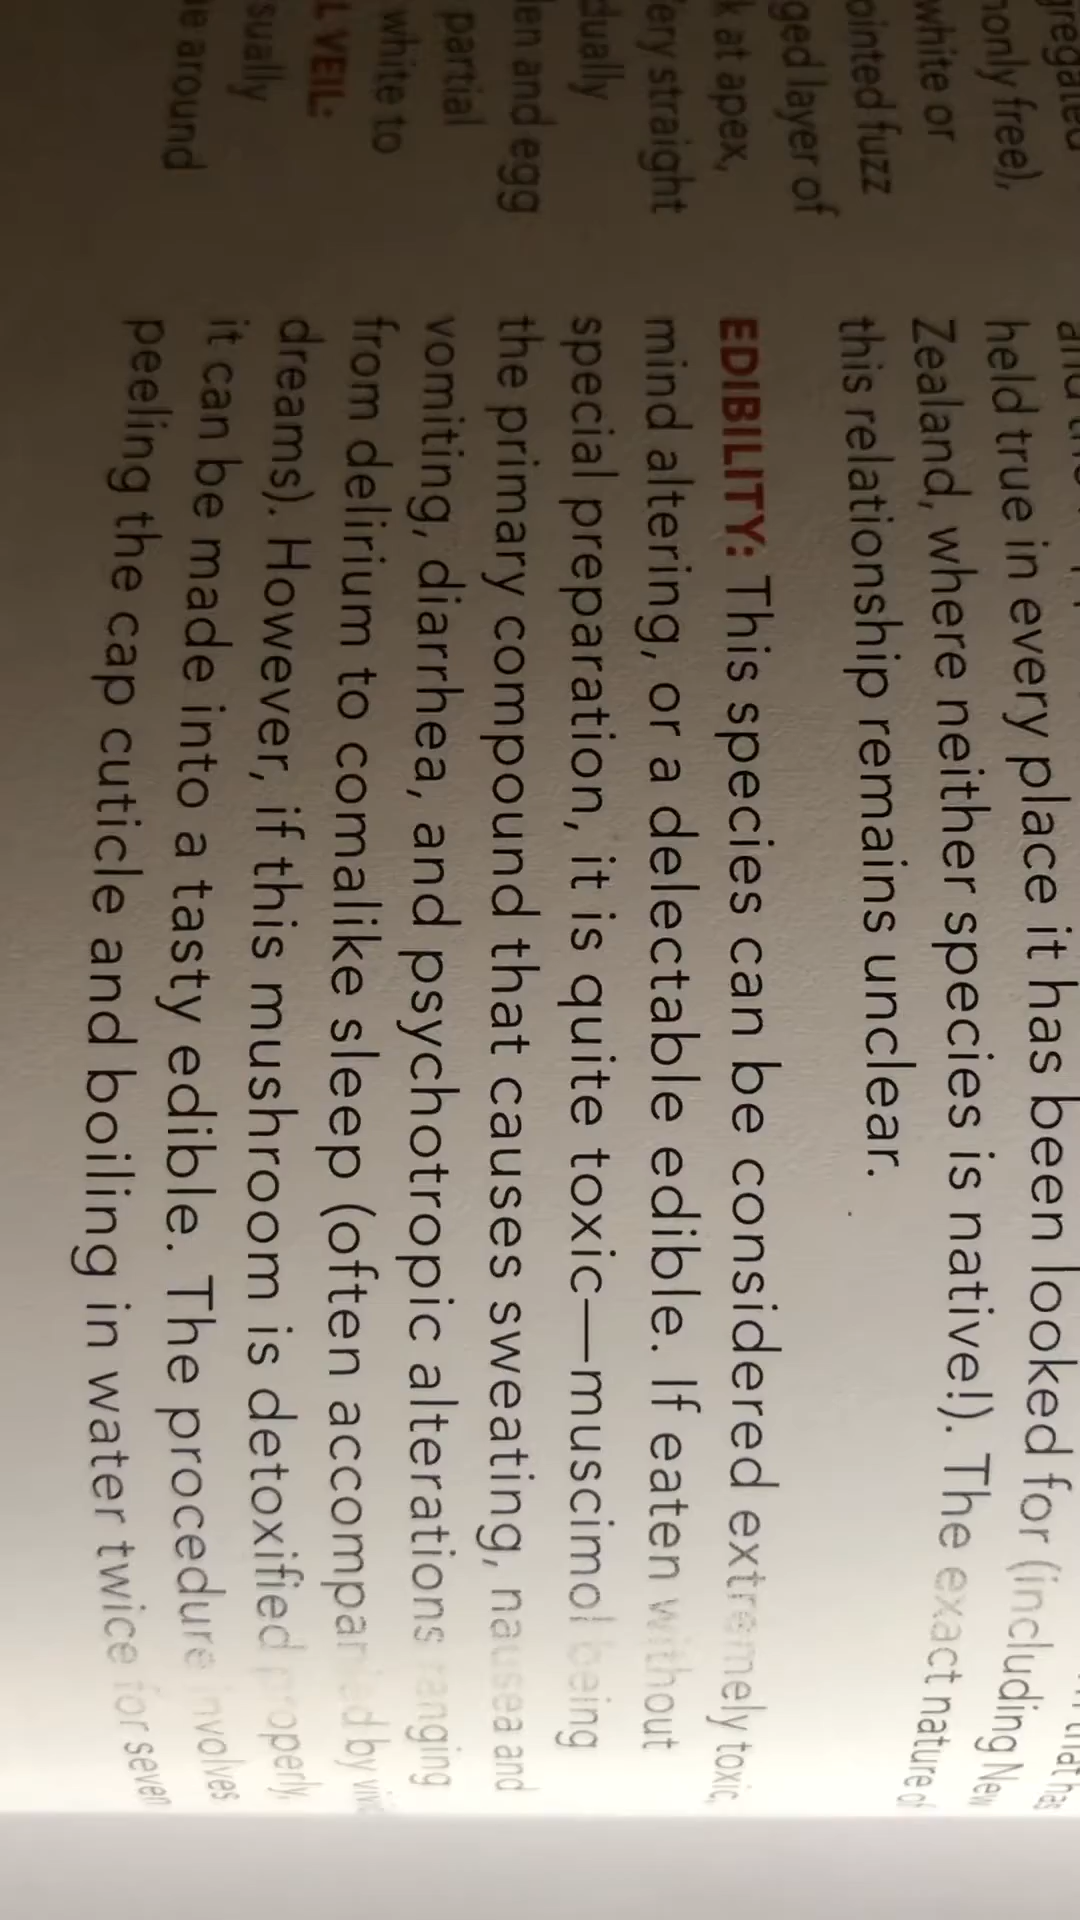 gregated
nonly free),
white or
ointed fuzz
ged layer of
k at apex,
ery straight
dually
en and egg
partial
white to
L VEIL:
sually
e around
held true in every place it has been looked for (including New
Zealand, where neither species is native!). The exact nature of
this relationship remains unclear.
EDIBILITY: This species can be considered extremely toxic,
mind altering, or a delectable edible. If eaten without
special preparation, it is quite toxic—muscimol being
the primary compound that causes sweating, nausea and
vomiting, diarrhea, and psychotropic alterations ranging
from delirium to comalike sleep (often accompanied by vivi
dreams). However, if this mushroom is detoxified properly,
it can be made into a tasty edible. The procedure involves
peeling the cap cuticle and boiling in water twice for seven